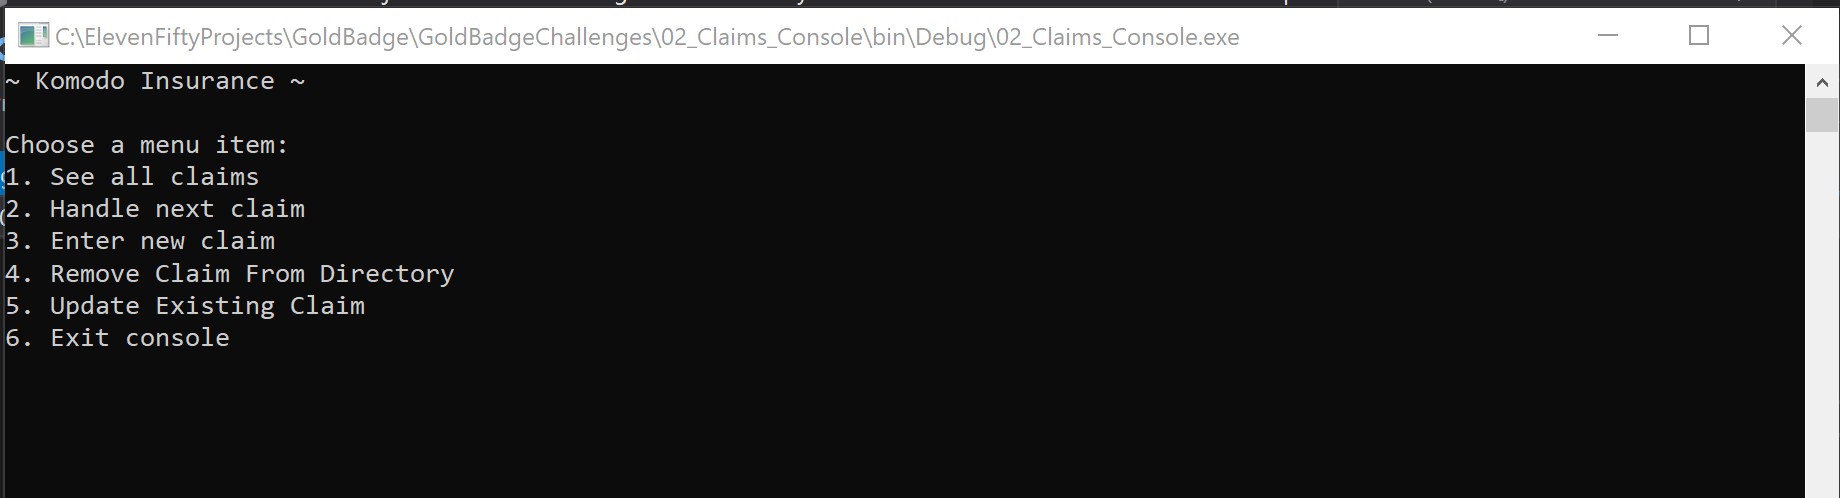 C:\ElevenFiftyProjects\GoldBadge\GoldBadgeChallenges\02_Claims_Console\bin\Debug\02_Claims_Console.exe
~ Komodo Insurance ~
Choose a menu item:
1. See all claims
2. Handle next claim
3. Enter new claim
4. Remove Claim From Directory
5. Update Existing Claim
6. Exit console